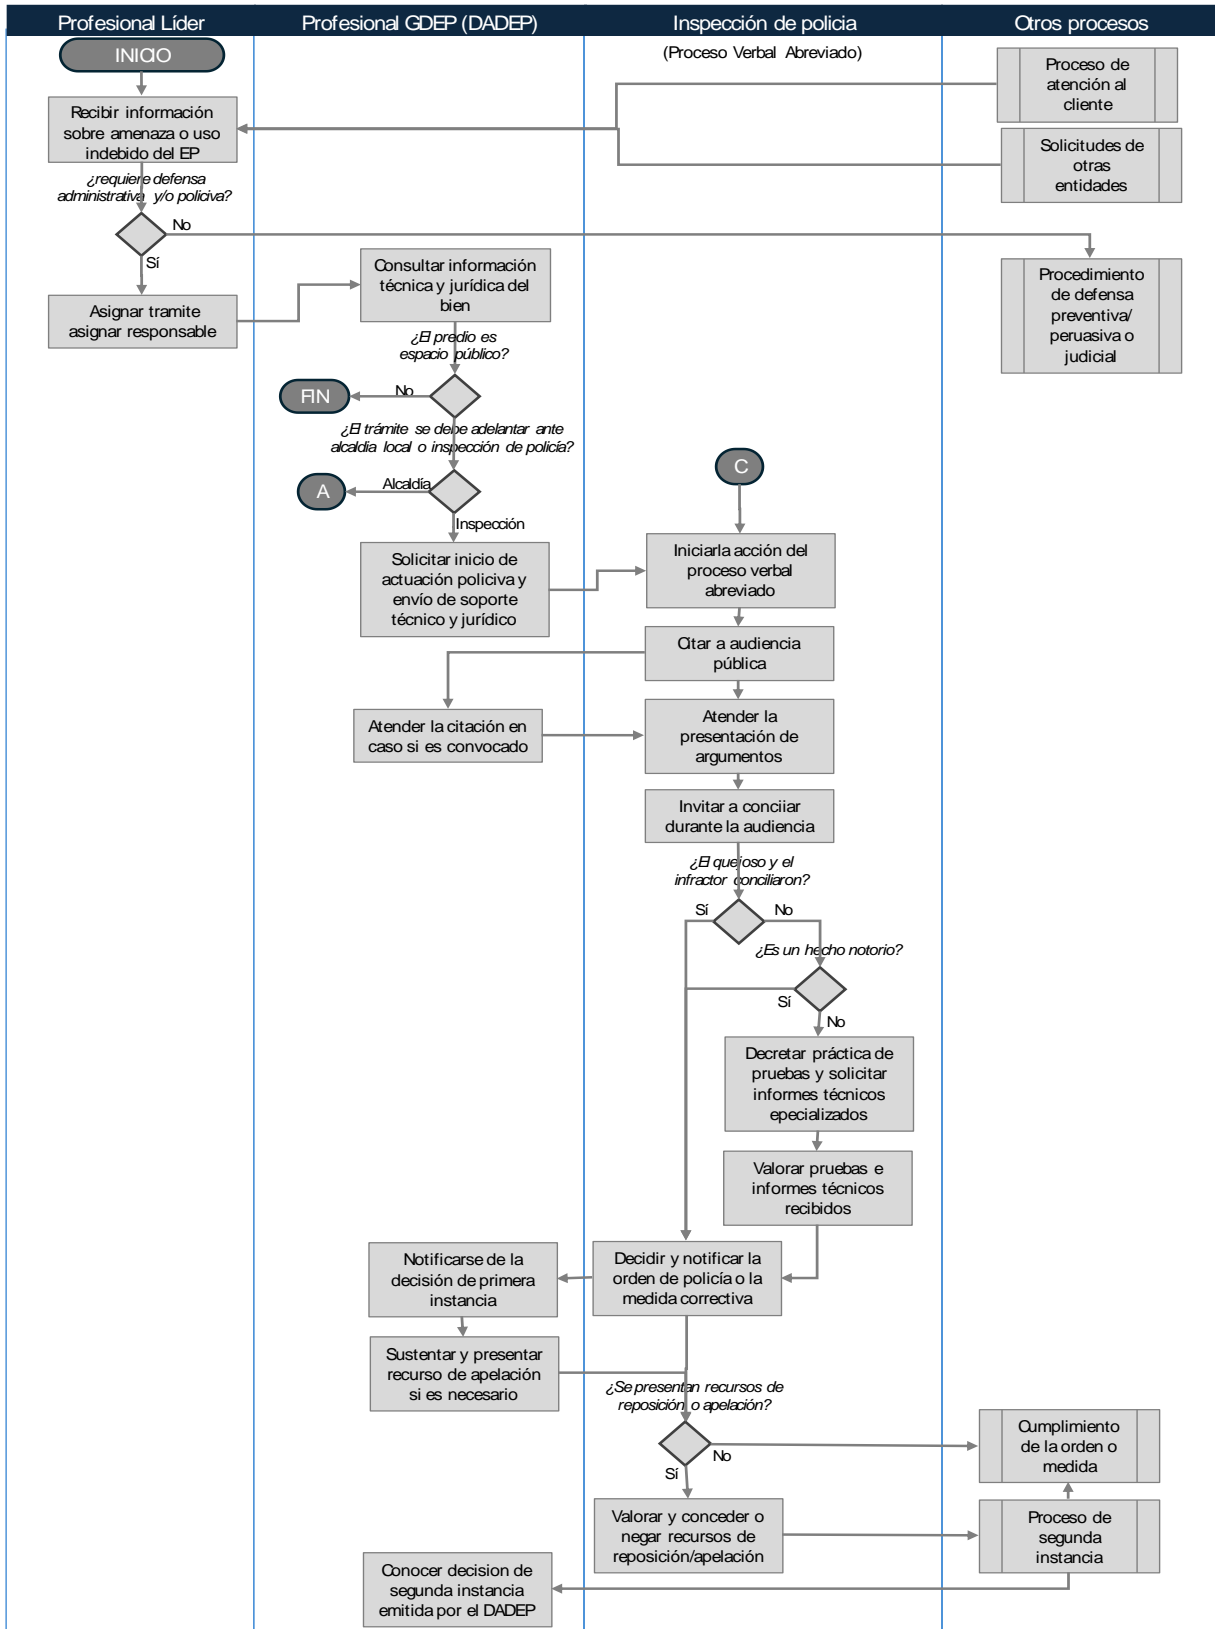 Profesional Líder
Profesional GDEP (DADEP)
Inspección de policia
Otros procesos
(Proceso Verbal Abreviado)
INICIO
Proceso de
atención al
cliente
Recibir información
sobre amenaza o uso
indebido del EP
Solicitudes de
otras
entidades
¿requiere defensa
administrativa y/o policiva?
No
Sí
Asignar tramite
asignar responsable
Consultar información
técnica y jurídica del
bien
Procedimiento
de defensa
preventiva/
peruasiva o
judicial
¿El predio es
espacio público?
FIN
No
¿El trámite se debe adelantar ante
alcaldia local o inspección de policía?
A
Alcaldía
C
Inspección
Solicitar inicio de
actuación policiva y
envío de soporte
técnico y jurídico
Iniciar la acción del
proceso verbal
abreviado
Citar a audiencia
pública
Atender la citación en
caso si es convocado
Atender la
presentación de
argumentos
Invitar a conciiar
durante la audiencia
¿El quejoso y el
infractor conciliaron?
Sí
No
¿Es un hecho notorio?
Sí
No
Decretar práctica de
pruebas y solicitar
informes técnicos
epecializados
Valorar pruebas e
informes técnicos
recibidos
Notificarse de la
decisión de primera
instancia
Decidir y notificar la
orden de policía o la
medida correctiva
Sustentar y presentar
recurso de apelación
si es necesario
¿Se presentan recursos de
reposición o apelación?
No
Sí
Cumplimiento
de la orden o
medida
Valorar y conceder o
negar recursos de
reposición/apelación
Proceso de
segunda
instancia
Conocer decision de
segunda instancia
emitida por el DADEP